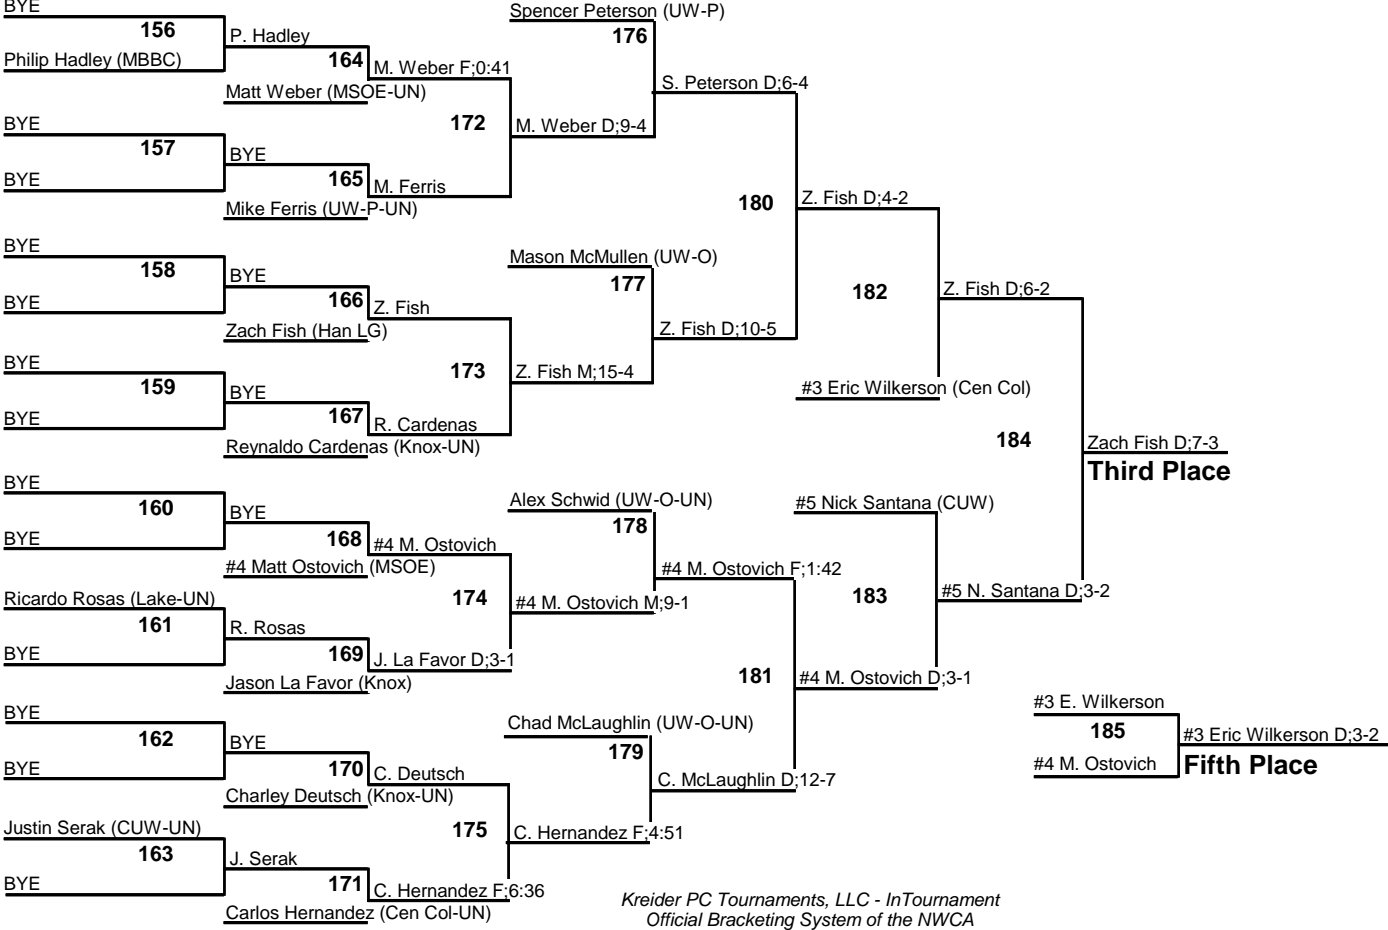 BYE
156
Philip Hadley (MBBC)
BYE
157
BYE
BYE
158
BYE
BYE
159
BYE
BYE
160
BYE
Ricardo Rosas (Lake-UN)
161
BYE
BYE
162
BYE
Justin Serak (CUW-UN)
163
BYE
P. Hadley
164
Matt Weber (MSOE-UN)
BYE
165
Mike Ferris (UW-P-UN)
BYE
166
Zach Fish (Han LG)
BYE
167
Reynaldo Cardenas (Knox-UN)
BYE
168
#4 Matt Ostovich (MSOE)
R. Rosas
169
Jason La Favor (Knox)
BYE
170
Charley Deutsch (Knox-UN)
J. Serak
171
Carlos Hernandez (Cen Col-UN)
M. Weber F;0:41
172
M. Ferris
Z. Fish
173
R. Cardenas
#4 M. Ostovich
174
J. La Favor D;3-1
C. Deutsch
175
C. Hernandez F;6:36
Spencer Peterson (UW-P)
176
M. Weber D;9-4
Mason McMullen (UW-O)
177
Z. Fish M;15-4
Alex Schwid (UW-O-UN)
178
#4 M. Ostovich M;9-1
Chad McLaughlin (UW-O-UN)
179
C. Hernandez F;4:51
S. Peterson D;6-4
180
Z. Fish D;10-5
#4 M. Ostovich F;1:42
181
C. McLaughlin D;12-7
Z. Fish D;4-2
182
#3 Eric Wilkerson (Cen Col)
#5 Nick Santana (CUW)
183
#4 M. Ostovich D;3-1
Z. Fish D;6-2
184
#5 N. Santana D;3-2
Zach Fish D;7-3
Third Place
#3 E. Wilkerson
185
#4 M. Ostovich
#3 Eric Wilkerson D;3-2
Fifth Place
Kreider PC Tournaments, LLC - InTournament
Official Bracketing System of the NWCA